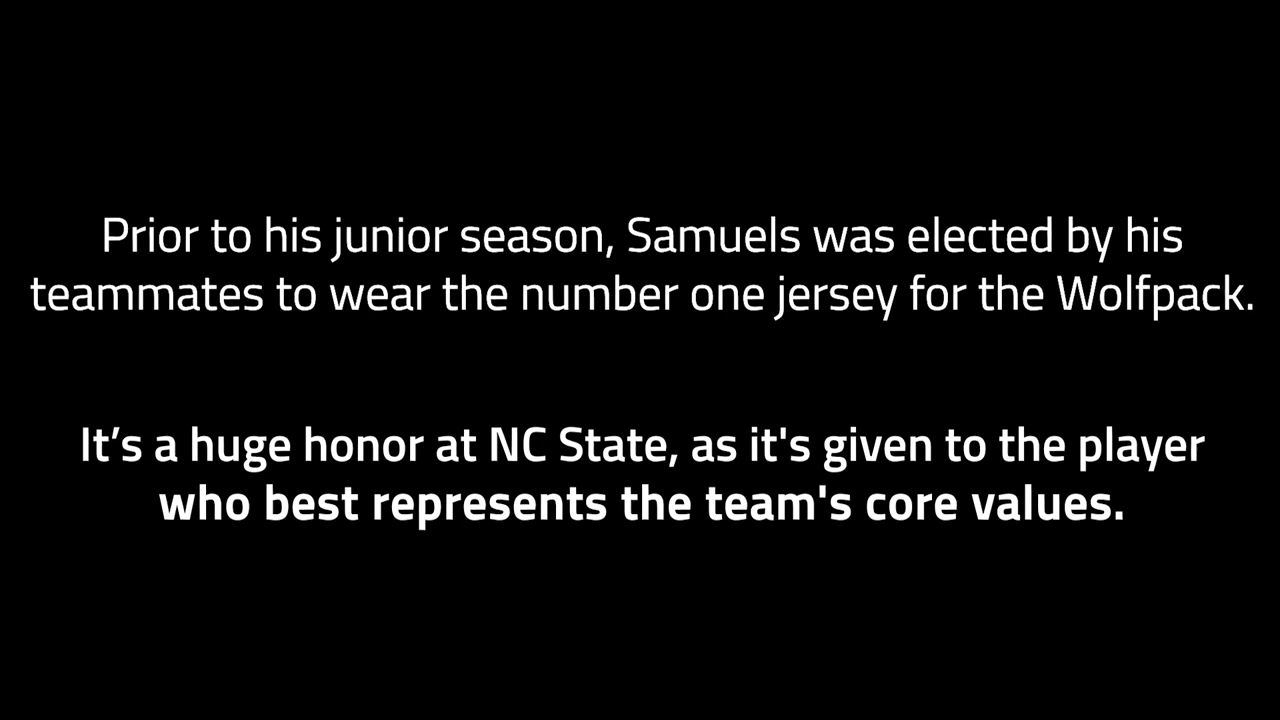 Prior to his junior season, Samuels was elected by his
teammates to wear the number one jersey for the Wolfpack.
It’s a huge honor at NC State, as it's given to the player
who best represents the team's core values.